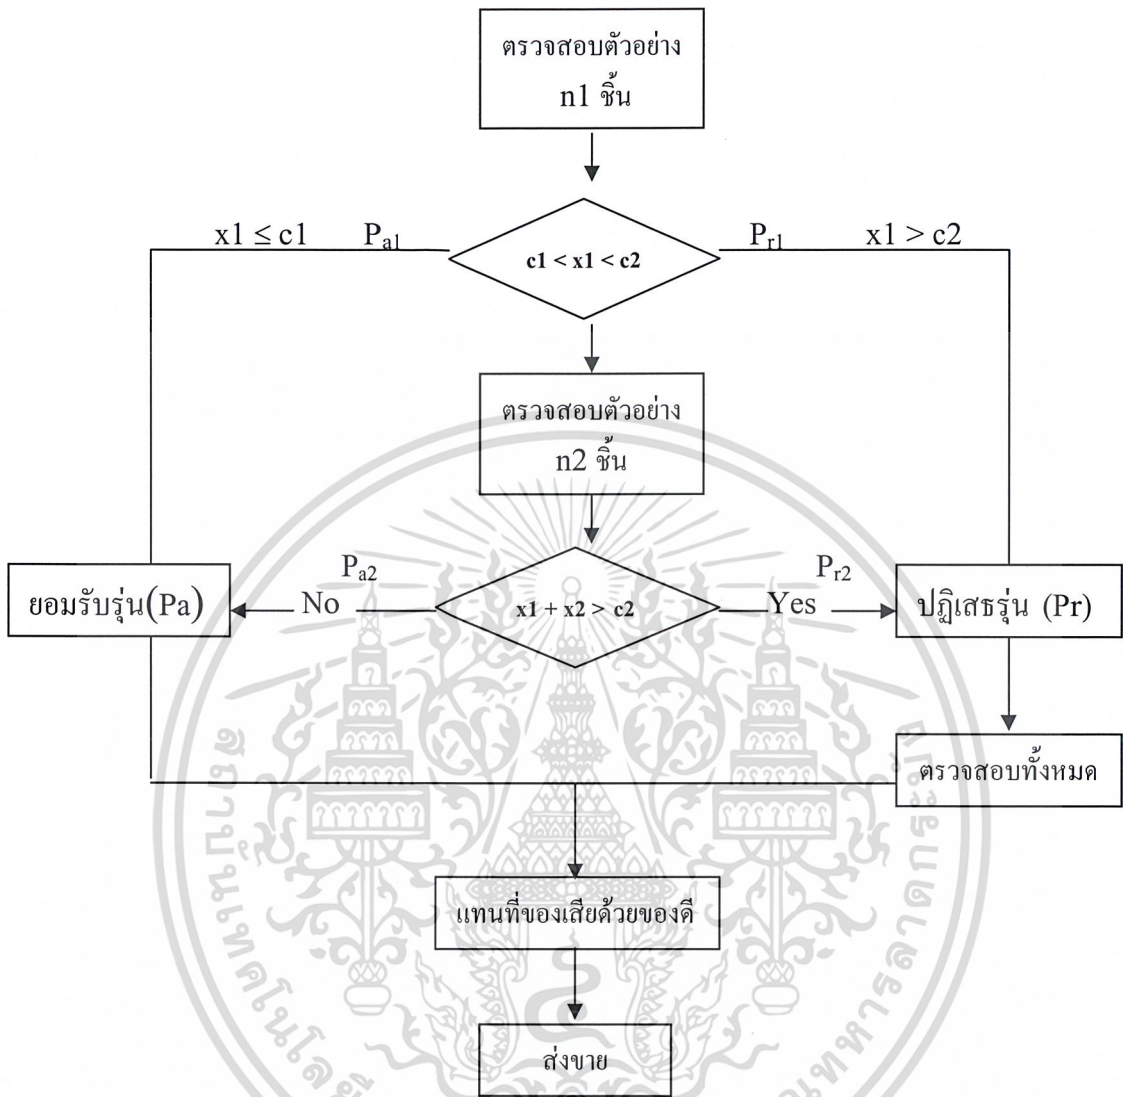 ตรวจสอบตัวอย่าง
n1 ชิ้น
x1 ≤ c1 Pa1
c1 < x1 < c2
Pr1 x1 > c2
ตรวจสอบตัวอย่าง
n2 ชิ้น
Pa2
Pr2
ยอมรับรุ่น(Pa)
No
x1 + x2 > c2
Yes
ปฏิเสธรุ่น (Pr)
ตรวจสอบทั้งหมด
แทนที่ของเสียด้วยของดี
ส่งขาย